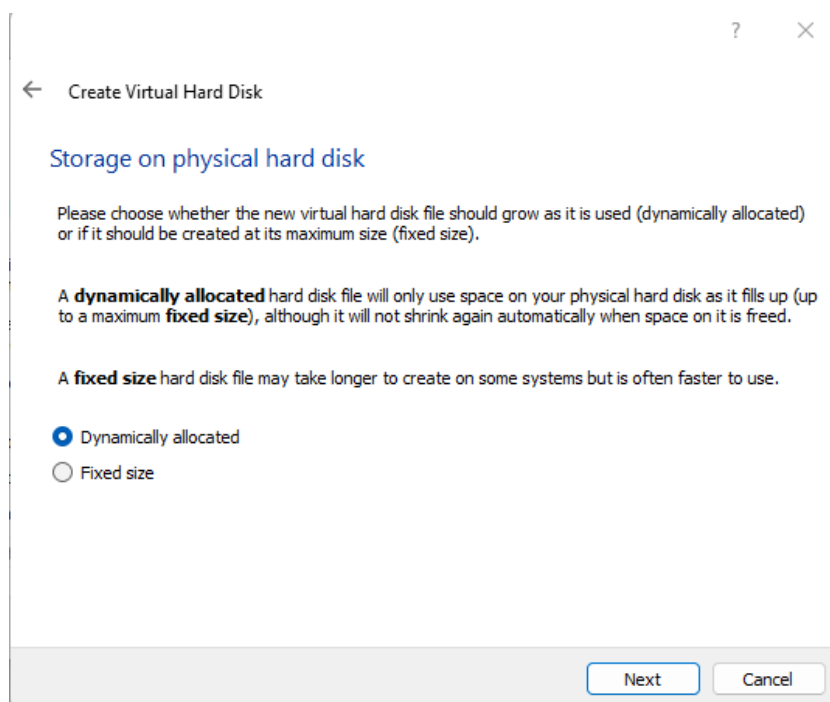 ?
Create Virtual Hard Disk
Storage on physical hard disk
Please choose whether the new virtual hard disk file should grow as it is used (dynamically allocated)
or if it should be created at its maximum size (fixed size).
A dynamically allocated hard disk file will only use space on your physical hard disk as it fills up (up
to a maximum fixed size), although it will not shrink again automatically when space on it is freed.
A fixed size hard disk file may take longer to create on some systems but is often faster to use.
Dynamically allocated
Fixed size
Next Cancel